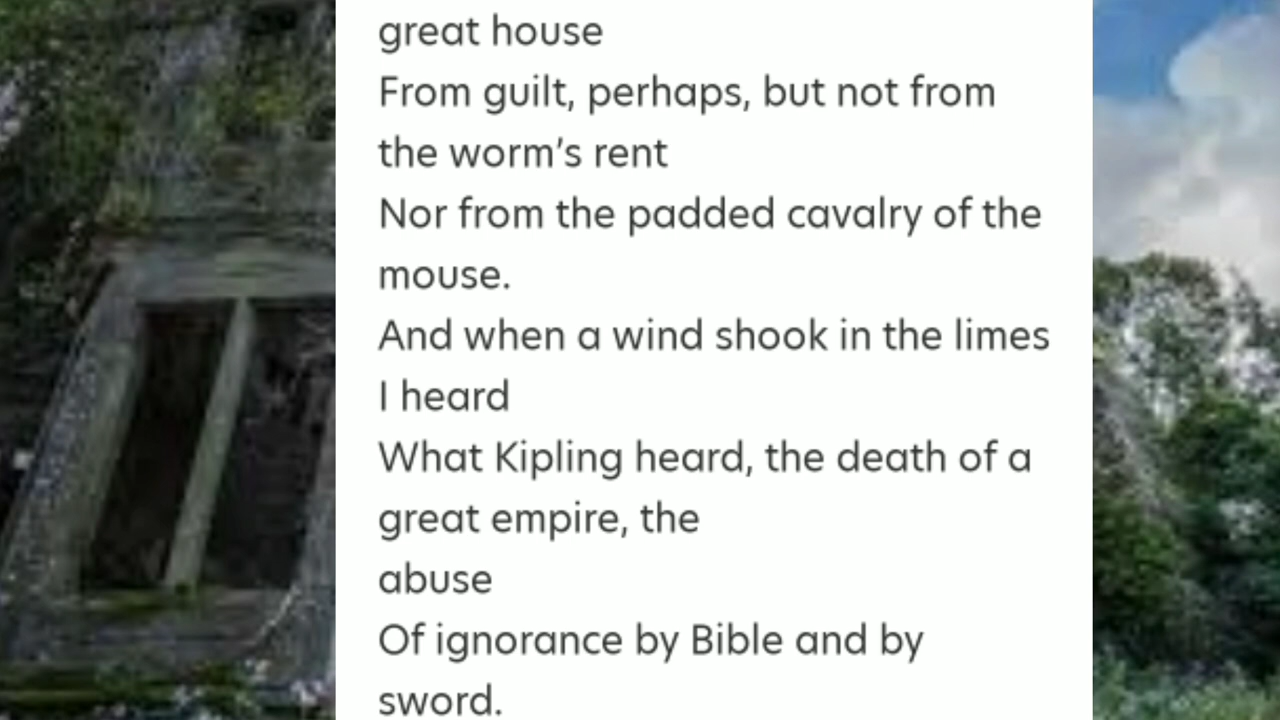 great house
From guilt, perhaps, but not from
the worm’s rent
Nor from the padded cavalry of the
mouse.
And when a wind shook in the limes
I heard
What Kipling heard, the death of a
great empire, the
abuse
Of ignorance by Bible and by
sword.